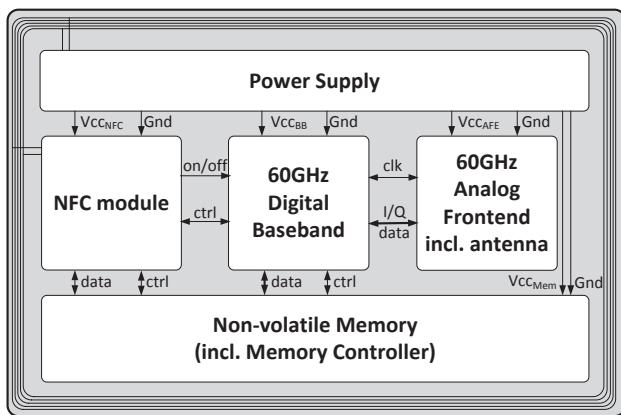 Power Supply
VccNFC Gnd VccBB Gnd VccAFE Gnd
NFC module
on/off
ctrl
60GHz
Digital
Baseband
clk
I/Q
data
60GHz
Analog
Frontend
incl. antenna
data ctrl data ctrl VccMem Gnd
Non-volatile Memory
(incl. Memory Controller)